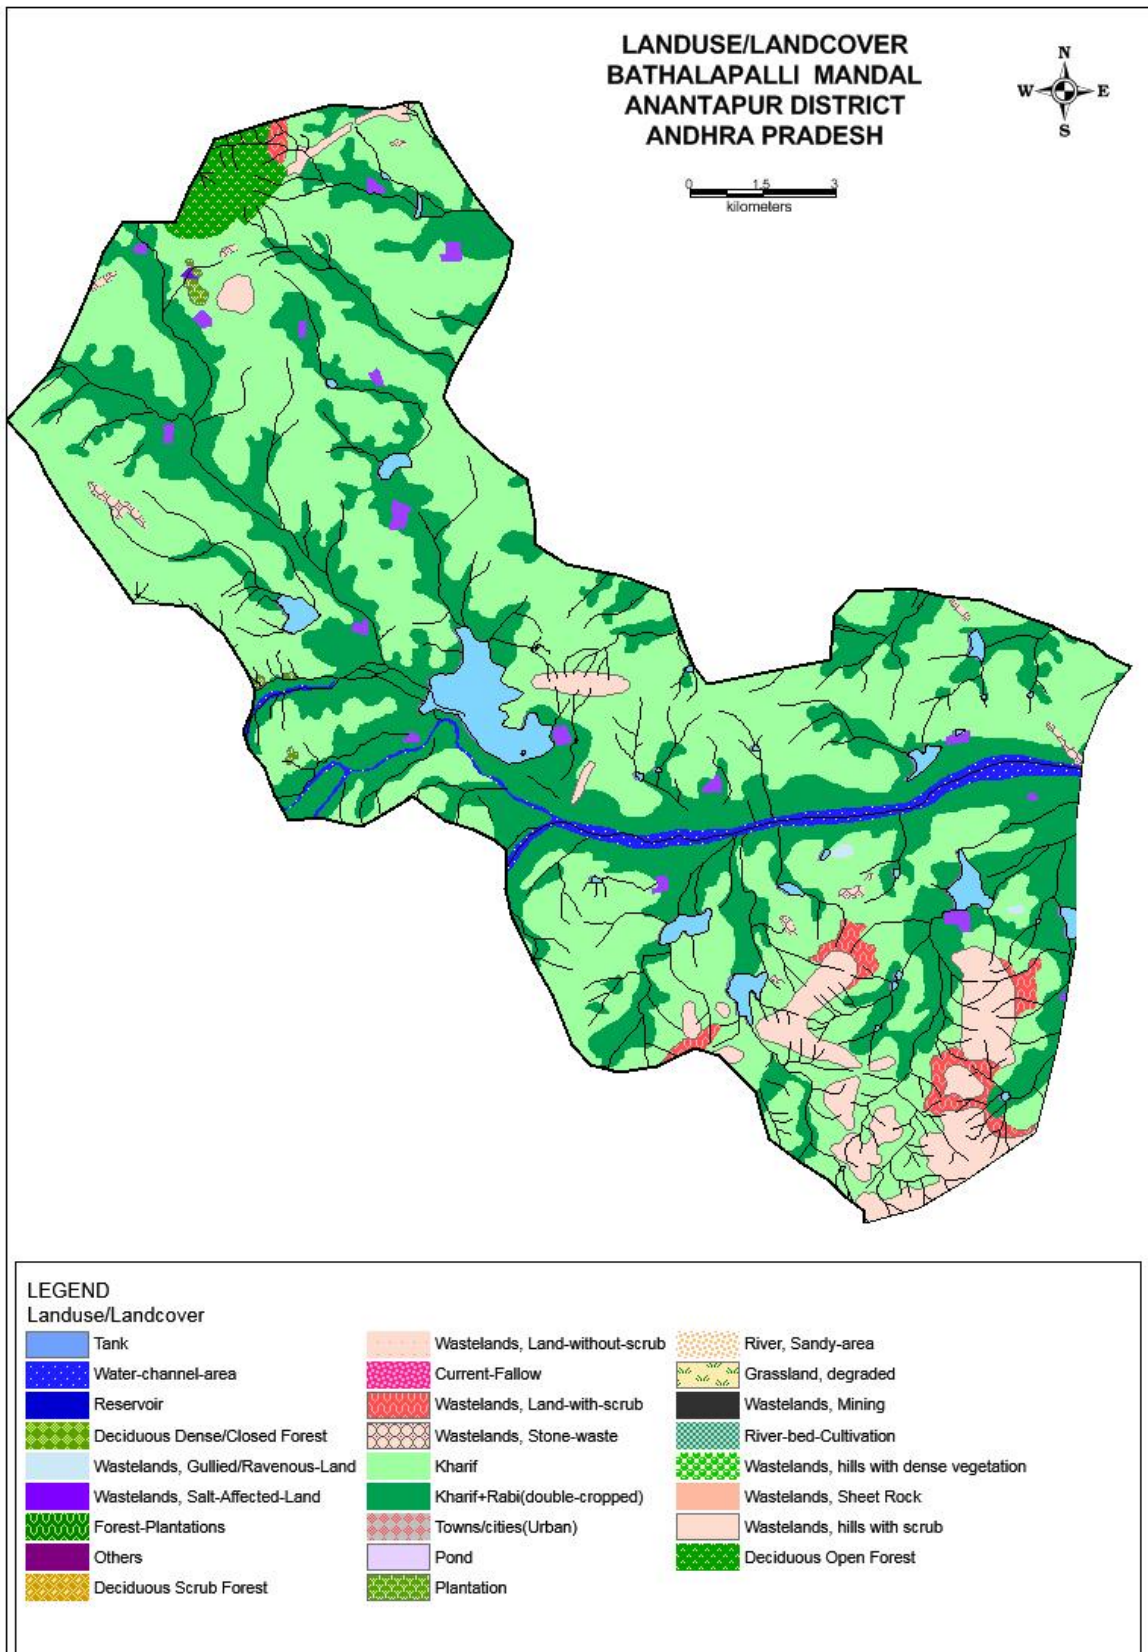 LANDUSE/LANDCOVER
BATHALAPALLI MANDAL
ANANTAPUR DISTRICT
ANDHRA PRADESH
N
W E
S
0 1.5 3
kilometers
LEGEND
Landuse/Landcover
Tank
Water-channel-area
Reservoir
Deciduous Dense/Closed Forest
Wastelands, Gullied/Ravenous-Land
Wastelands, Salt-Affected-Land
Forest-Plantations
Others
Deciduous Scrub Forest
Wastelands, Land-without-scrub
Current-Fallow
Wastelands, Land-with-scrub
Wastelands, Stone-waste
Kharif
Kharif+Rabi(double-cropped)
Towns/cities(Urban)
Pond
Plantation
River, Sandy-area
Grassland, degraded
Wastelands, Mining
River-bed-Cultivation
Wastelands, hills with dense vegetation
Wastelands, Sheet Rock
Wastelands, hills with scrub
Deciduous Open Forest